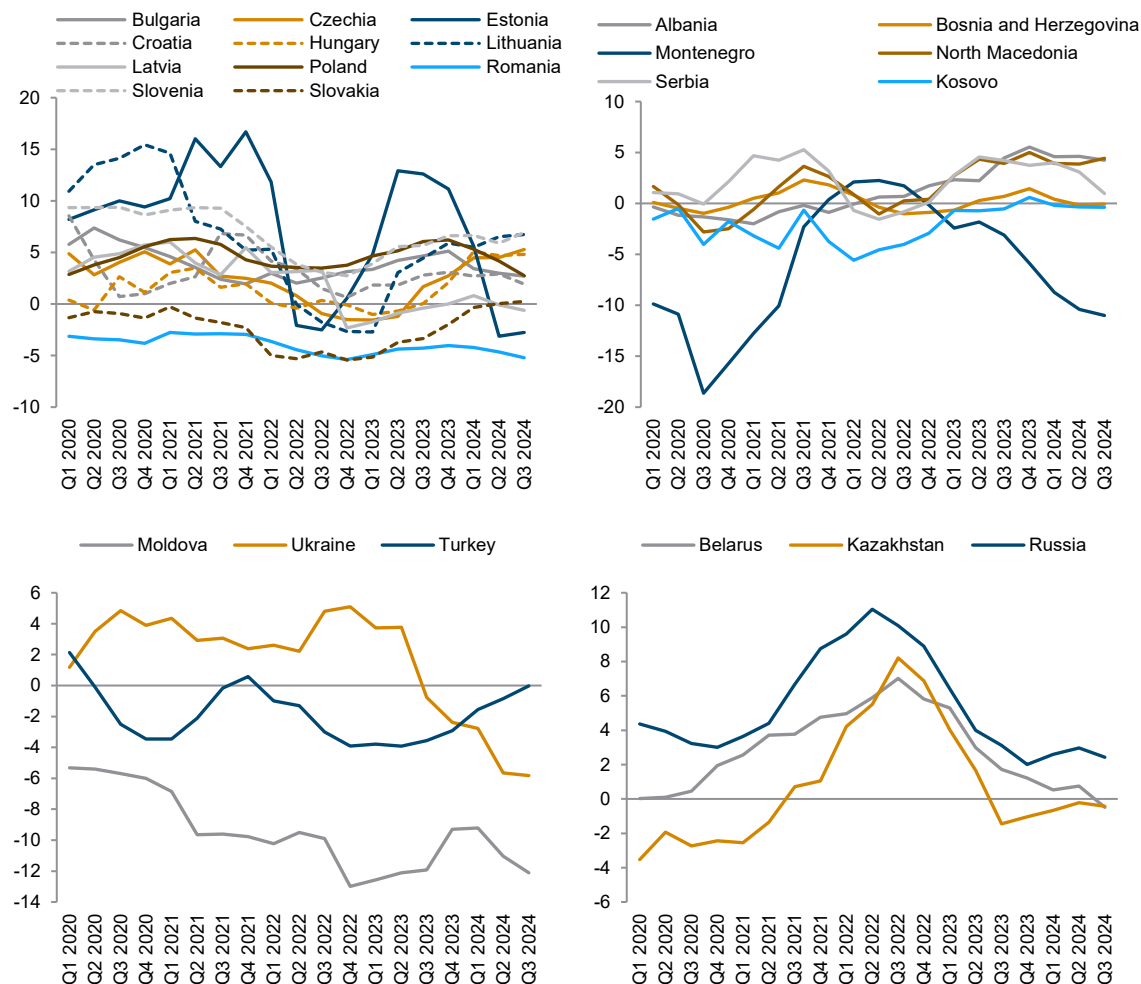 Bulgaria Czechia Estonia
Croatia Hungary Lithuania
Latvia Poland Romania
Slovenia Slovakia
20
15
10
5
0
-5
-10
Q1 2020
Q2 2020
Q3 2020
Q4 2020
Q1 2021
Q2 2021
Q3 2021
Q4 2021
Q1 2022
Q2 2022
Q3 2022
Q4 2022
Q1 2023
Q2 2023
Q3 2023
Q4 2023
Q1 2024
Q2 2024
Q3 2024
Albania Bosnia and Herzegovina
Montenegro North Macedonia
Serbia Kosovo
10
5
0
-5
-10
-15
-20
Q1 2020
Q2 2020
Q3 2020
Q4 2020
Q1 2021
Q2 2021
Q3 2021
Q4 2021
Q1 2022
Q2 2022
Q3 2022
Q4 2022
Q1 2023
Q2 2023
Q3 2023
Q4 2023
Q1 2024
Q2 2024
Q3 2024
Moldova Ukraine Turkey
6
4
2
0
-2
-4
-6
-8
-10
-12
-14
Q1 2020
Q2 2020
Q3 2020
Q4 2020
Q1 2021
Q2 2021
Q3 2021
Q4 2021
Q1 2022
Q2 2022
Q3 2022
Q4 2022
Q1 2023
Q2 2023
Q3 2023
Q4 2023
Q1 2024
Q2 2024
Q3 2024
Belarus Kazakhstan Russia
12
10
8
6
4
2
0
-2
-4
-6
Q1 2020
Q2 2020
Q3 2020
Q4 2020
Q1 2021
Q2 2021
Q3 2021
Q4 2021
Q1 2022
Q2 2022
Q3 2022
Q4 2022
Q1 2023
Q2 2023
Q3 2023
Q4 2023
Q1 2024
Q2 2024
Q3 2024